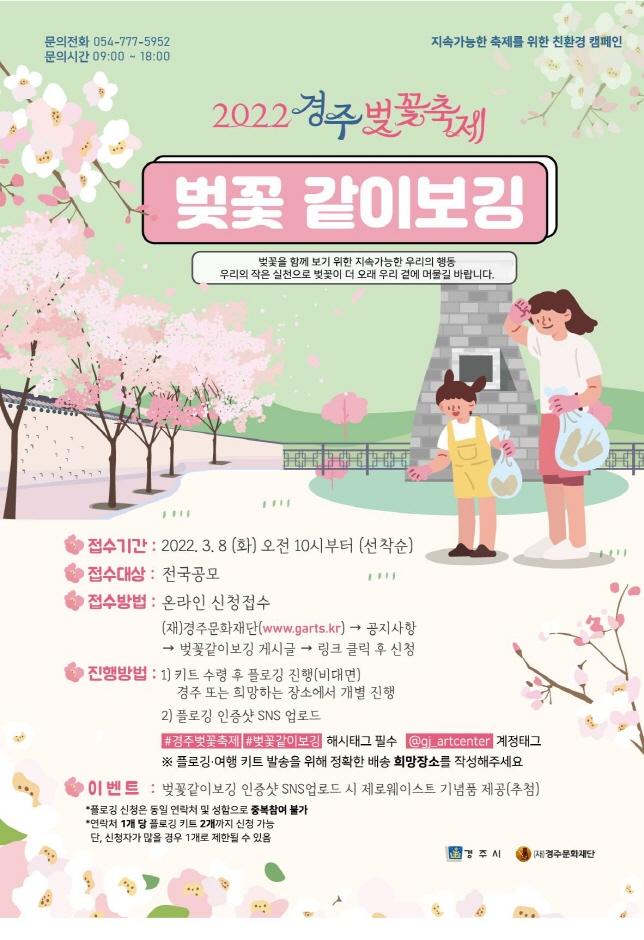 문의전화 054-777-5952
문의시간 09:00 ~ 18:00
지속가능한 축제를 위한 친환경 캠페인
2022 경주 벚꽃축제
벚꽃 같이보깅
벚꽃을 함께 보기 위한 지속가능한 우리의 행동
우리의 작은 실천으로 벚꽃이 더 오래 우리 곁에 머물길 바랍니다.
접수기간 : 2022. 3. 8 (화) 오전 10시부터 (선착순)
접수대상 : 전국공모
접수방법 : 온라인 신청접수
(재)경주문화재단(www.garts.kr) → 공지사항
→ 벚꽃같이보깅 게시글 → 링크 클릭 후 신청
진행방법 : 1) 키트 수령 후 플로깅 진행(비대면)
경주 또는 희망하는 장소에서 개별 진행
2) 플로깅 인증샷 SNS 업로드
#경주벚꽃축제 #벚꽃같이보깅 해시태그 필수 @gj_artcenter 계정태그
※ 플로깅·여행 키트 발송을 위해 정확한 배송 희망장소를 작성해주세요
이벤트 : 벚꽃같이보깅 인증샷 SNS업로드 시 제로웨이스트 기념품 제공(추첨)
*플로깅 신청은 동일 연락처 및 성함으로 중복참여 불가
*연락처 1개 당 플로깅 키트 2개까지 신청 가능
단, 신청자가 많을 경우 1개로 제한될 수 있음
경주시 (재)경주문화재단